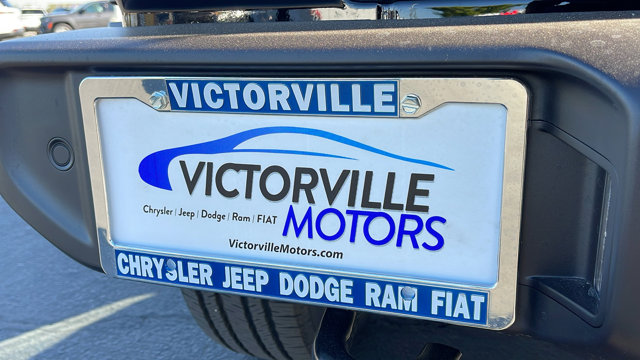 VICTORVILLE
VICTORVILLE
Chrysler / Jeep / Dodge / Ram / FIAT
MOTORS
VictorvilleMotors.com
CHRYSLER JEEP DODGE RAM FIAT